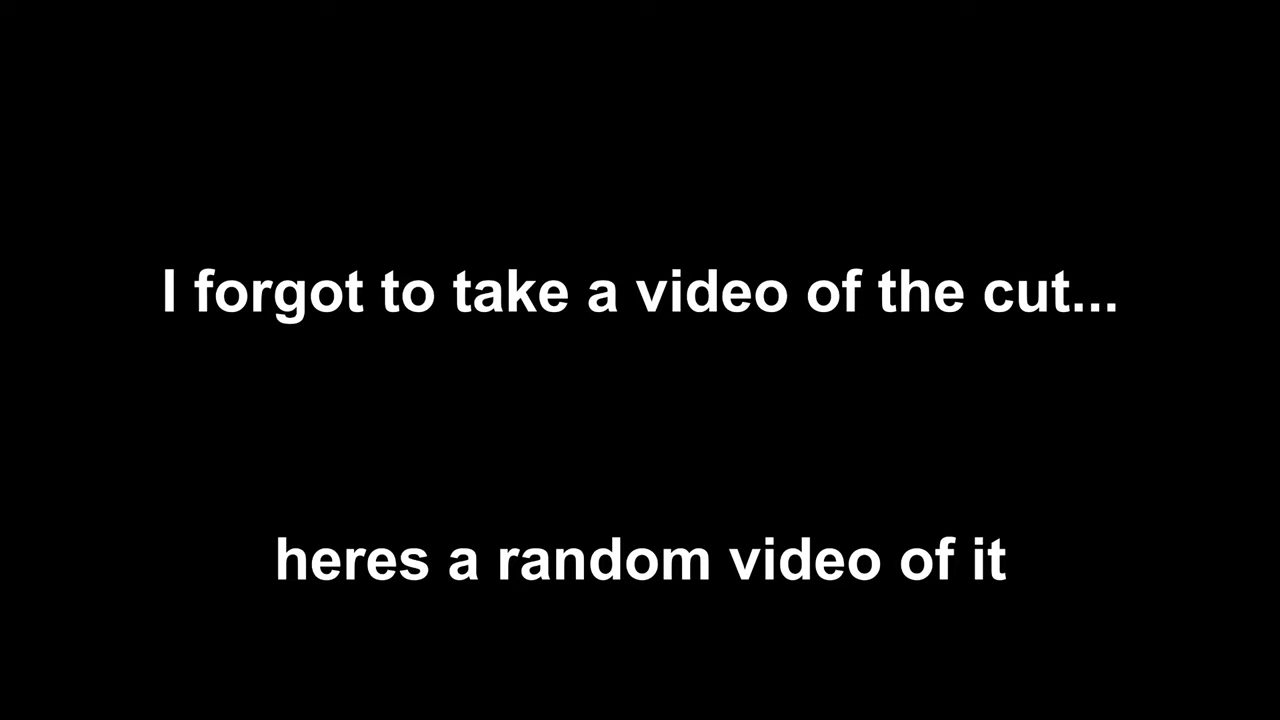 I forgot to take a video of the cut...
heres a random video of it